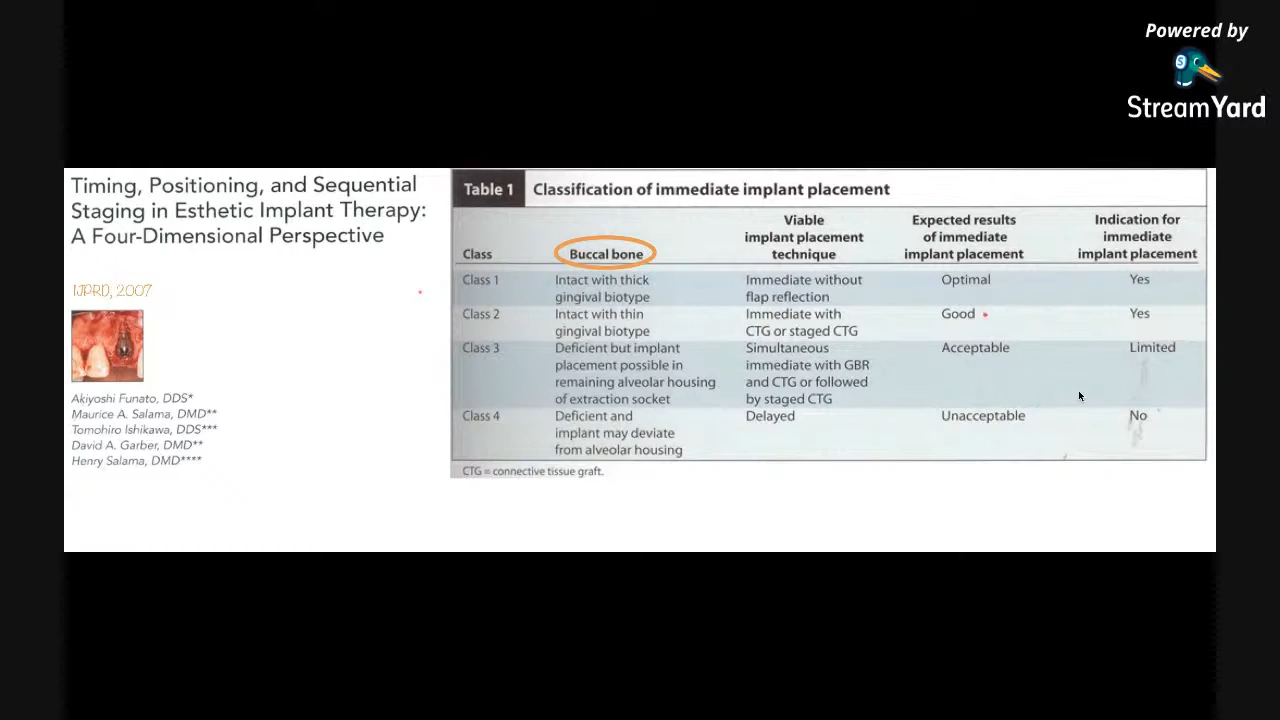 Powered by
StreamYard
Timing, Positioning, and Sequential
Staging in Esthetic Implant Therapy:
A Four-Dimensional Perspective
IJPRD, 2007
Akiyoshi Funato, DDS*
Maurice A. Salama, DMD**
Tomohiro Ishikawa, DDS***
David A. Garber, DMD**
Henry Salama, DMD****
Table 1 Classification of immediate implant placement
Viable Expected results Indication for
implant placement of immediate immediate
Class Buccal bone technique implant placement implant placement
Class 1 Intact with thick Immediate without Optimal Yes
gingival biotype flap reflection
Class 2 Intact with thin Immediate with Good Yes
gingival biotype CTG or staged CTG
Class 3 Deficient but implant Simultaneous Acceptable Limited
placement possible in immediate with GBR
remaining alveolar housing and CTG or followed
of extraction socket by staged CTG
Class 4 Deficient and Delayed Unacceptable No
implant may deviate
from alveolar housing
CTG = connective tissue graft.